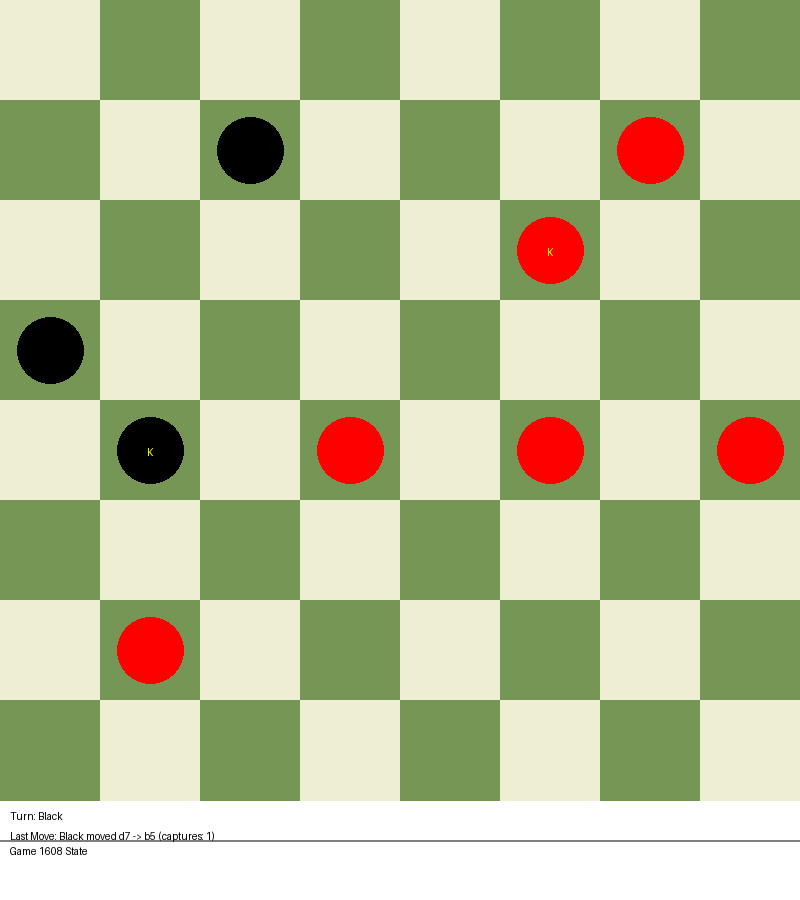 K
K
Turn: Black
Last Move: Black moved d7 -> b5 (captures: 1)
Game 1608 State